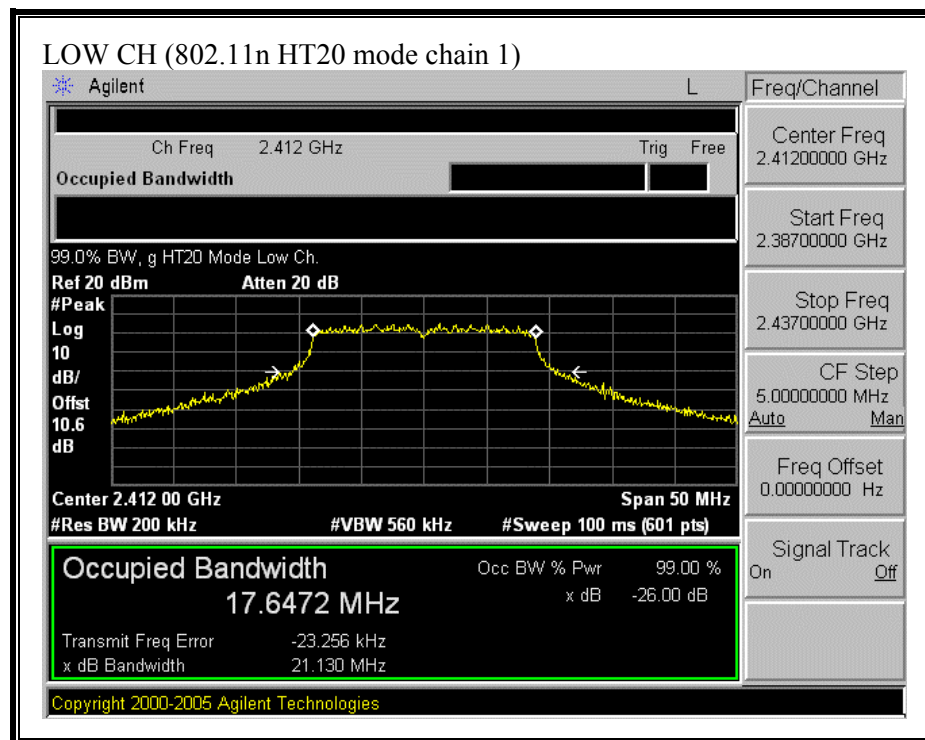 LOW CH (802.11n HT20 mode chain 1)
Agilent L Freq/Channel
Ch Freq 2.412 GHz Trig Free
Occupied Bandwidth
Center Freq
2.41200000 GHz
Start Freq
2.38700000 GHz
99.0% BW, g HT20 Mode Low Ch.
Ref 20 dBm Atten 20 dB
#Peak
Log
10
dB/
Offst
10.6
dB
Stop Freq
2.43700000 GHz
CF Step
5.00000000 MHz
Auto Man
Freq Offset
0.00000000 Hz
Center 2.412 00 GHz Span 50 MHz
#Res BW 200 kHz #VBW 560 kHz #Sweep 100 ms (601 pts)
Signal Track
On Off
Occupied Bandwidth Occ BW % Pwr 99.00 %
17.6472 MHz x dB -26.00 dB
Transmit Freq Error -23.256 kHz
x dB Bandwidth 21.130 MHz
Copyright 2000-2005 Agilent Technologies